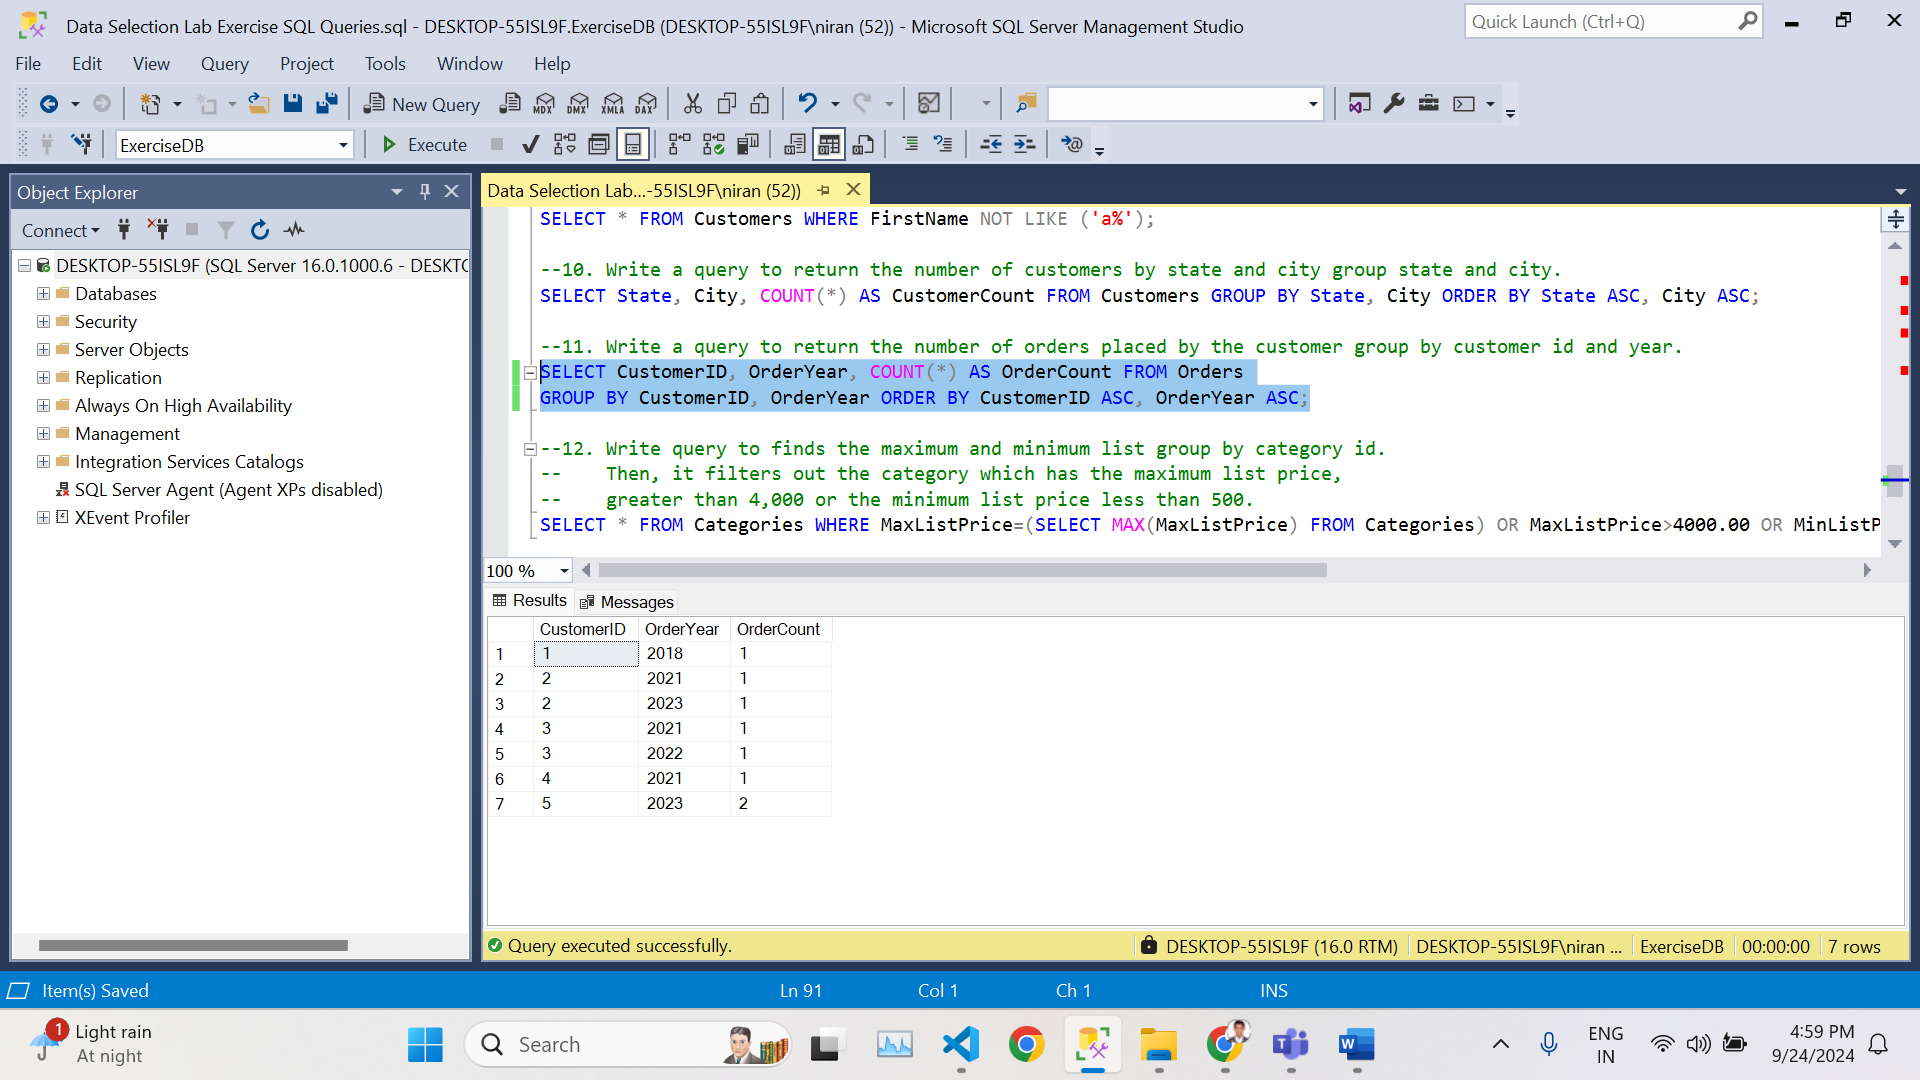 Data Selection Lab Exercise SQL Queries.sql - DESKTOP-55ISL9F.ExerciseDB (DESKTOP-55ISL9F\niran (52)) - Microsoft SQL Server Management Studio
Quick Launch (Ctrl+Q)
File Edit View Query Project Tools Window Help
New Query MDX DMX XMLA DAX
ExerciseDB Execute
Object Explorer
Connect
DESKTOP-55ISL9F (SQL Server 16.0.1000.6 - DESKTO
Databases
Security
Server Objects
Replication
Always On High Availability
Management
Integration Services Catalogs
SQL Server Agent (Agent XPs disabled)
XEvent Profiler
Data Selection Lab...-55ISL9F\niran (52))
SELECT * FROM Customers WHERE FirstName NOT LIKE ('a%');
--10. Write a query to return the number of customers by state and city group state and city.
SELECT State, City, COUNT(*) AS CustomerCount FROM Customers GROUP BY State, City ORDER BY State ASC, City ASC;
--11. Write a query to return the number of orders placed by the customer group by customer id and year.
SELECT CustomerID, OrderYear, COUNT(*) AS OrderCount FROM Orders
GROUP BY CustomerID, OrderYear ORDER BY CustomerID ASC, OrderYear ASC;
--12. Write query to finds the maximum and minimum list group by category id.
-- Then, it filters out the category which has the maximum list price,
-- greater than 4,000 or the minimum list price less than 500.
SELECT * FROM Categories WHERE MaxListPrice=(SELECT MAX(MaxListPrice) FROM Categories) OR MaxListPrice>4000.00 OR MinListP
100 %
Results Messages
CustomerID OrderYear OrderCount
1 1 2018 1
2 2 2021 1
3 2 2023 1
4 3 2021 1
5 3 2022 1
6 4 2021 1
7 5 2023 2
Query executed successfully. DESKTOP-55ISL9F (16.0 RTM) DESKTOP-55ISL9F\niran ... ExerciseDB 00:00:00 7 rows
Item(s) Saved Ln 91 Col 1 Ch 1 INS
1 Light rain
At night
Search
ENG
IN
4:59 PM
9/24/2024